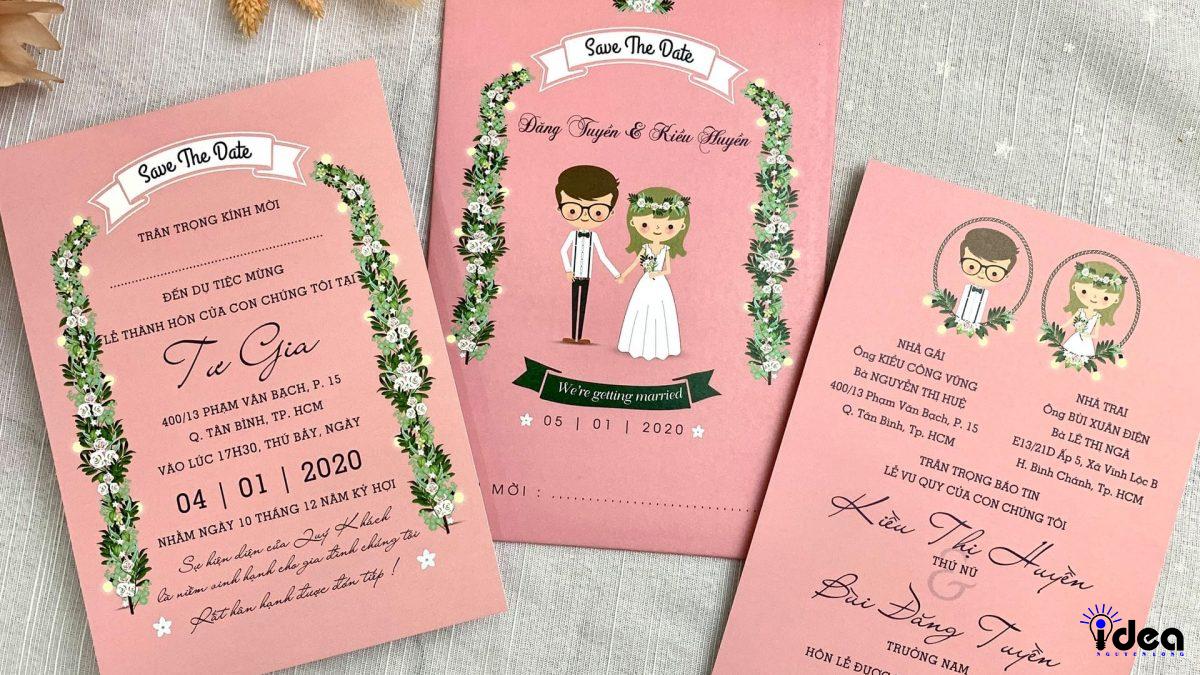 Save The Date
TRÂN TRỌNG KÍNH MỜI
ĐẾN DỰ TIỆC MỪNG
LỄ THÀNH HÔN CỦA CON CHÚNG TÔI TẠI
Tư Gia
400/13 PHẠM VĂN BẠCH, P. 15
Q. TÂN BÌNH, TP. HCM
VÀO LÚC 17H30, THỨ BẢY, NGÀY
04 | 01 | 2020
NHẰM NGÀY 10 THÁNG 12 NĂM KỶ HỢI
Sự hiện diện của Quý Khách
là niềm vinh hạnh cho gia đình chúng tôi
Rất hân hạnh được đón tiếp !
Save The Date
Đăng Tuyền & Kiều Huyền
We're getting married
05 | 01 | 2020
MỜI : ................................
NHÀ GÁI
Ông KIỀU CÔNG VỮNG
Bà NGUYỄN THỊ HUỆ
400/13 Phạm Văn Bạch, P. 15
Q. Tân Bình, Tp. HCM
NHÀ TRAI
Ông BÙI XUÂN ĐIỀN
Bà LÊ THỊ NGÀ
E13/21D Ấp 5, Xã Vĩnh Lộc B
H. Bình Chánh, Tp. HCM
TRÂN TRỌNG BÁO TIN
LỄ VU QUY CỦA CON CHÚNG TÔI
Kiều Thị Huyền
THỨ NỮ
&
Bùi Đăng Tuyền
TRƯỞNG NAM
HÔN LỄ ĐƯỢC
idea
NGUYENLONG